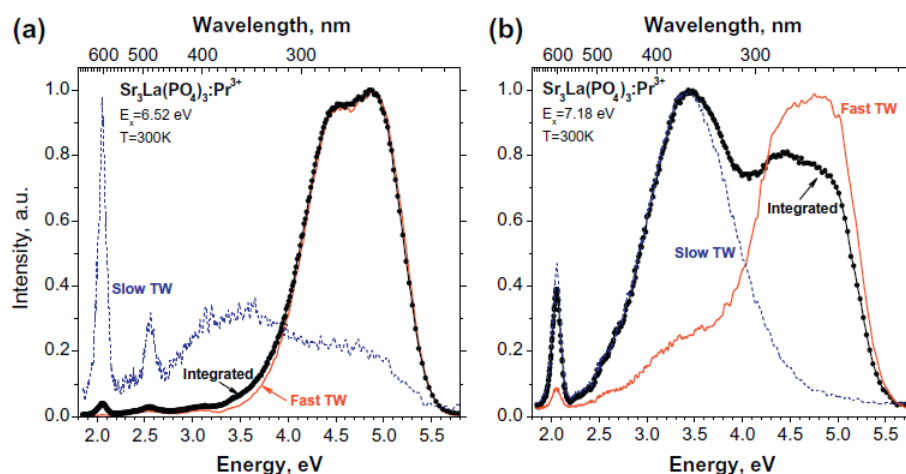 (a)
Wavelength, nm
600 500 400 300
Sr3La(PO4)3:Pr3+
Ex=6.52 eV
T=300K
Slow TW
Integrated
Fast TW
Intensity, a.u.
1.0
0.8
0.6
0.4
0.2
0.0
2.0 2.5 3.0 3.5 4.0 4.5 5.0 5.5
Energy, eV
(b)
Wavelength, nm
600 500 400 300
Sr3La(PO4)3:Pr3+
Ex=7.18 eV
T=300K
Fast TW
Integrated
Slow TW
1.0
0.8
0.6
0.4
0.2
0.0
2.0 2.5 3.0 3.5 4.0 4.5 5.0 5.5
Energy, eV